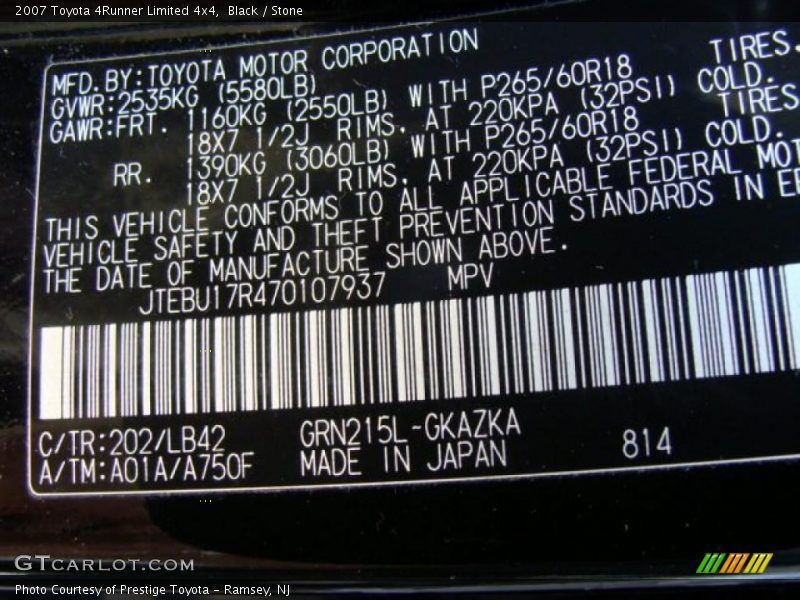 2007 Toyota 4Runner Limited 4x4, Black / Stone
MFD. BY: TOYOTA MOTOR CORPORATION
GVWR: 2535KG (5580LB)
GAWR: FRT. 1160KG (2550LB) WITH P265/60R18 TIRES.
18X7 1/2J RIMS. AT 220KPA (32PSI) COLD.
RR. 1390KG (3060LB) WITH P265/60R18 TIRES
18X7 1/2J RIMS. AT 220KPA (32PSI) COLD.
THIS VEHICLE CONFORMS TO ALL APPLICABLE FEDERAL MOT
VEHICLE SAFETY AND THEFT PREVENTION STANDARDS IN
THE DATE OF MANUFACTURE SHOWN ABOVE.
JTEBU17R470107937 MPV
C/TR: 202/LB42 GRN215L-GKAZKA 814
A/TM: A01A/A750F MADE IN JAPAN
GTCARLOT.COM
Photo Courtesy of Prestige Toyota - Ramsey, NJ